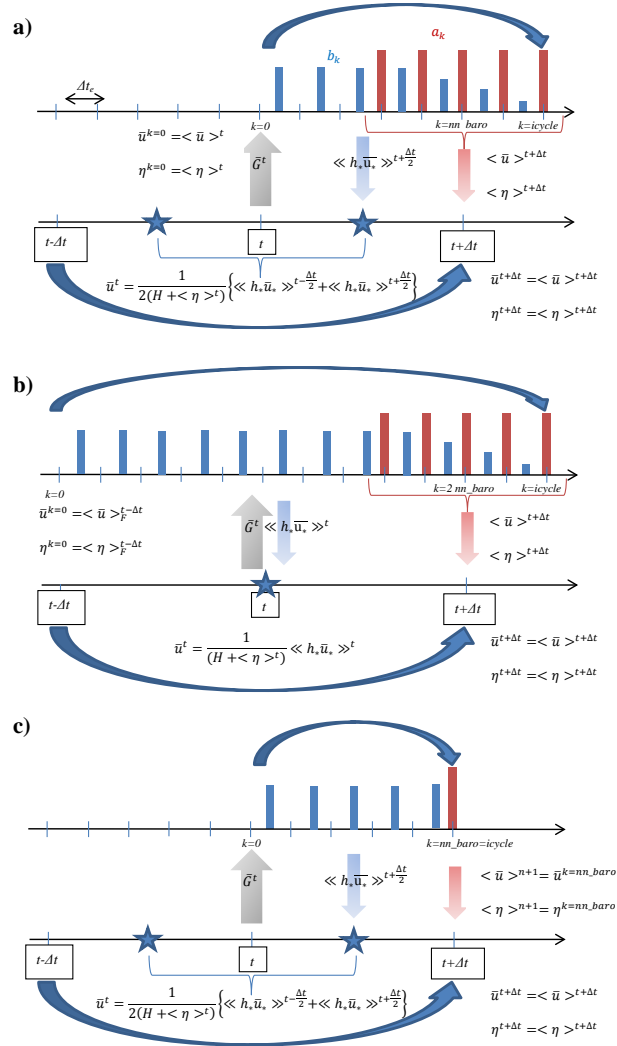 a)
a_k
b_k
Δt_e
k=0
k=nn_baro
k=icycle
ū^{k=0} =< ū >^t
η^{k=0} =< η >^t
Ḡ^t
≪ h_*ū_* ≫^{t+Δt/2}
< ū >^{t+Δt}
< η >^{t+Δt}
t-Δt
t
t+Δt
ū^t = 1/(2(H +< η >^t)) {≪ h_*ū_* ≫^{t-Δt/2}+≪ h_*ū_* ≫^{t+Δt/2}}
ū^{t+Δt} =< ū >^{t+Δt}
η^{t+Δt} =< η >^{t+Δt}
b)
k=0
k=2 nn_baro
k=icycle
ū^{k=0} =< ū >_F^{t-Δt}
η^{k=0} =< η >_F^{t-Δt}
Ḡ^t
≪ h_*ū_* ≫^t
< ū >^{t+Δt}
< η >^{t+Δt}
t-Δt
t
t+Δt
ū^t = 1/((H +< η >^t)) ≪ h_*ū_* ≫^t
ū^{t+Δt} =< ū >^{t+Δt}
η^{t+Δt} =< η >^{t+Δt}
c)
k=0
k=nn_baro=icycle
Ḡ^t
≪ h_*ū_* ≫^{t+Δt/2}
< ū >^{n+1}= ū^{k=nn_baro}
< η >^{n+1}= η^{k=nn_baro}
t-Δt
t
t+Δt
ū^t = 1/(2(H +< η >^t)) {≪ h_*ū_* ≫^{t-Δt/2}+≪ h_*ū_* ≫^{t+Δt/2}}
ū^{t+Δt} =< ū >^{t+Δt}
η^{t+Δt} =< η >^{t+Δt}